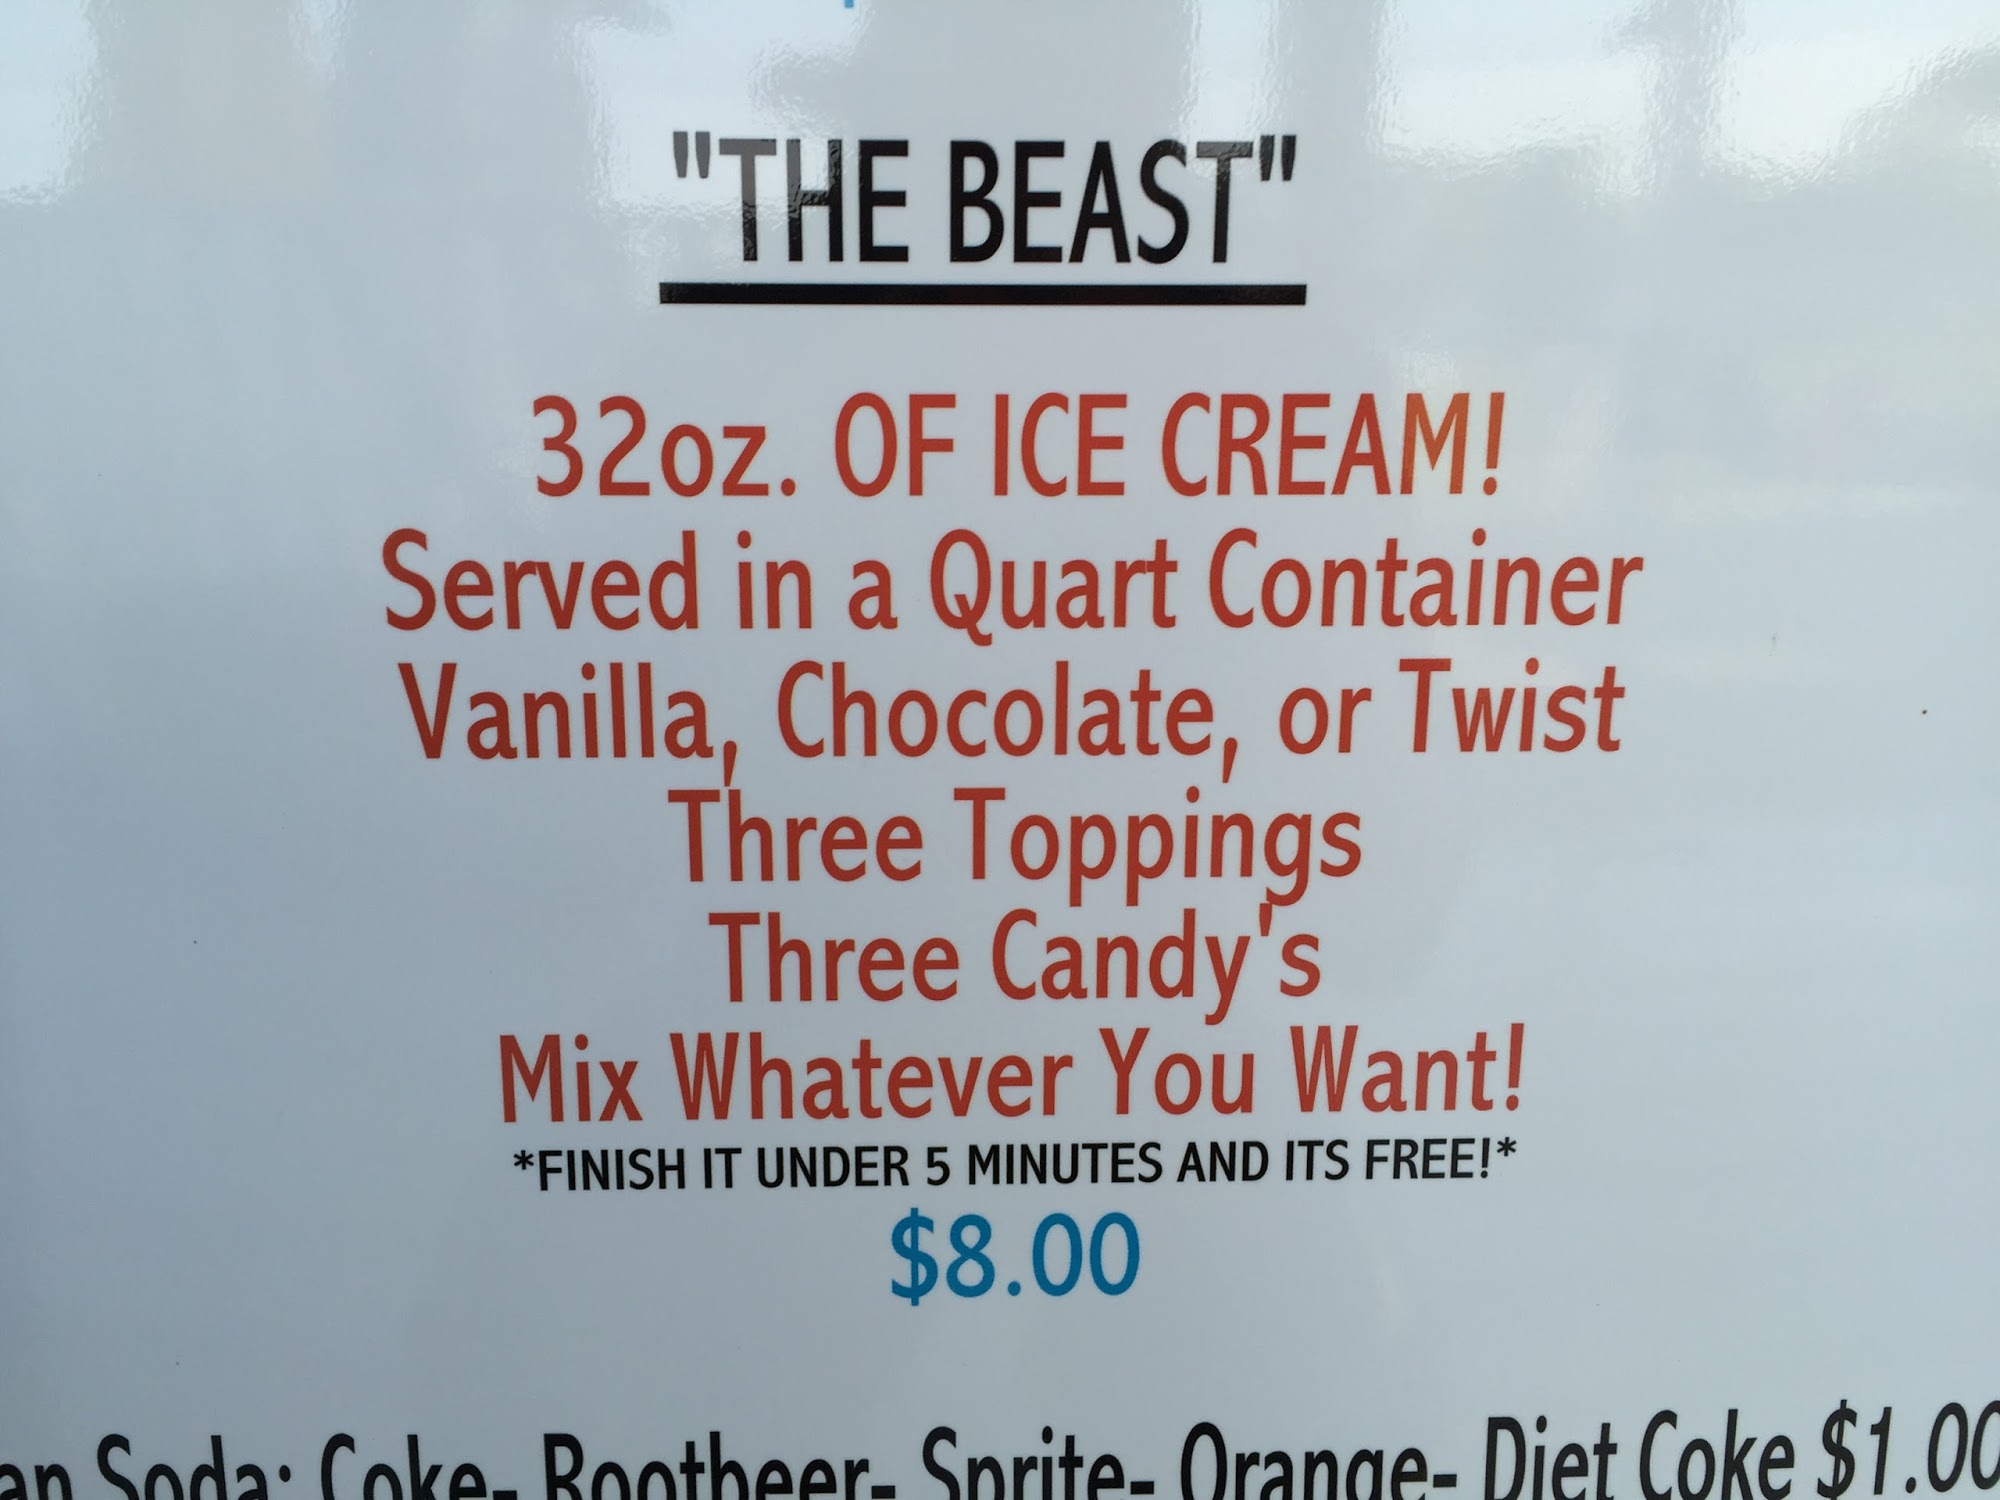 "THE BEAST"
32oz. OF ICE CREAM!
Served in a Quart Container
Vanilla, Chocolate, or Twist
Three Toppings
Three Candy's
Mix Whatever You Want!
*FINISH IT UNDER 5 MINUTES AND ITS FREE!*
$8.00
Soda: Coke- Rootbeer- Sprite- Orange- Diet Coke $1.00